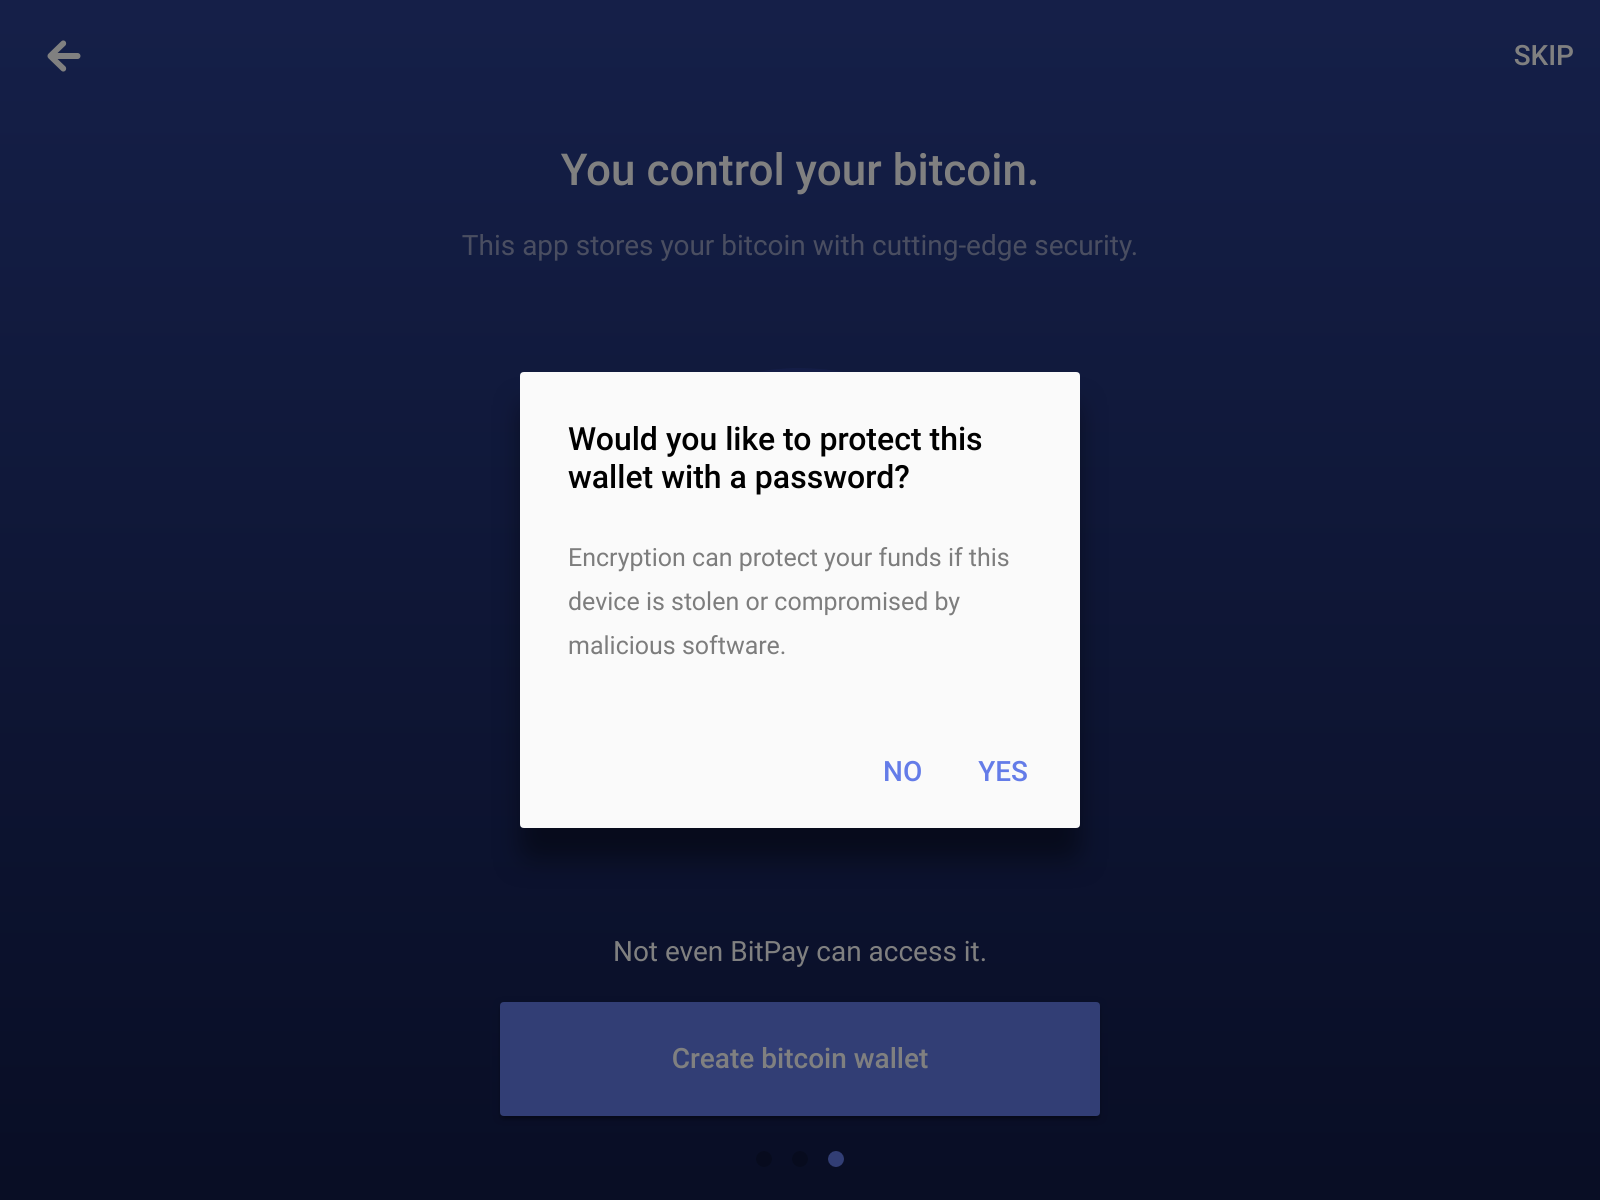 SKIP
You control your bitcoin.
This app stores your bitcoin with cutting-edge security.
Would you like to protect this
wallet with a password?
Encryption can protect your funds if this
device is stolen or compromised by
malicious software.
NO YES
Not even BitPay can access it.
Create bitcoin wallet